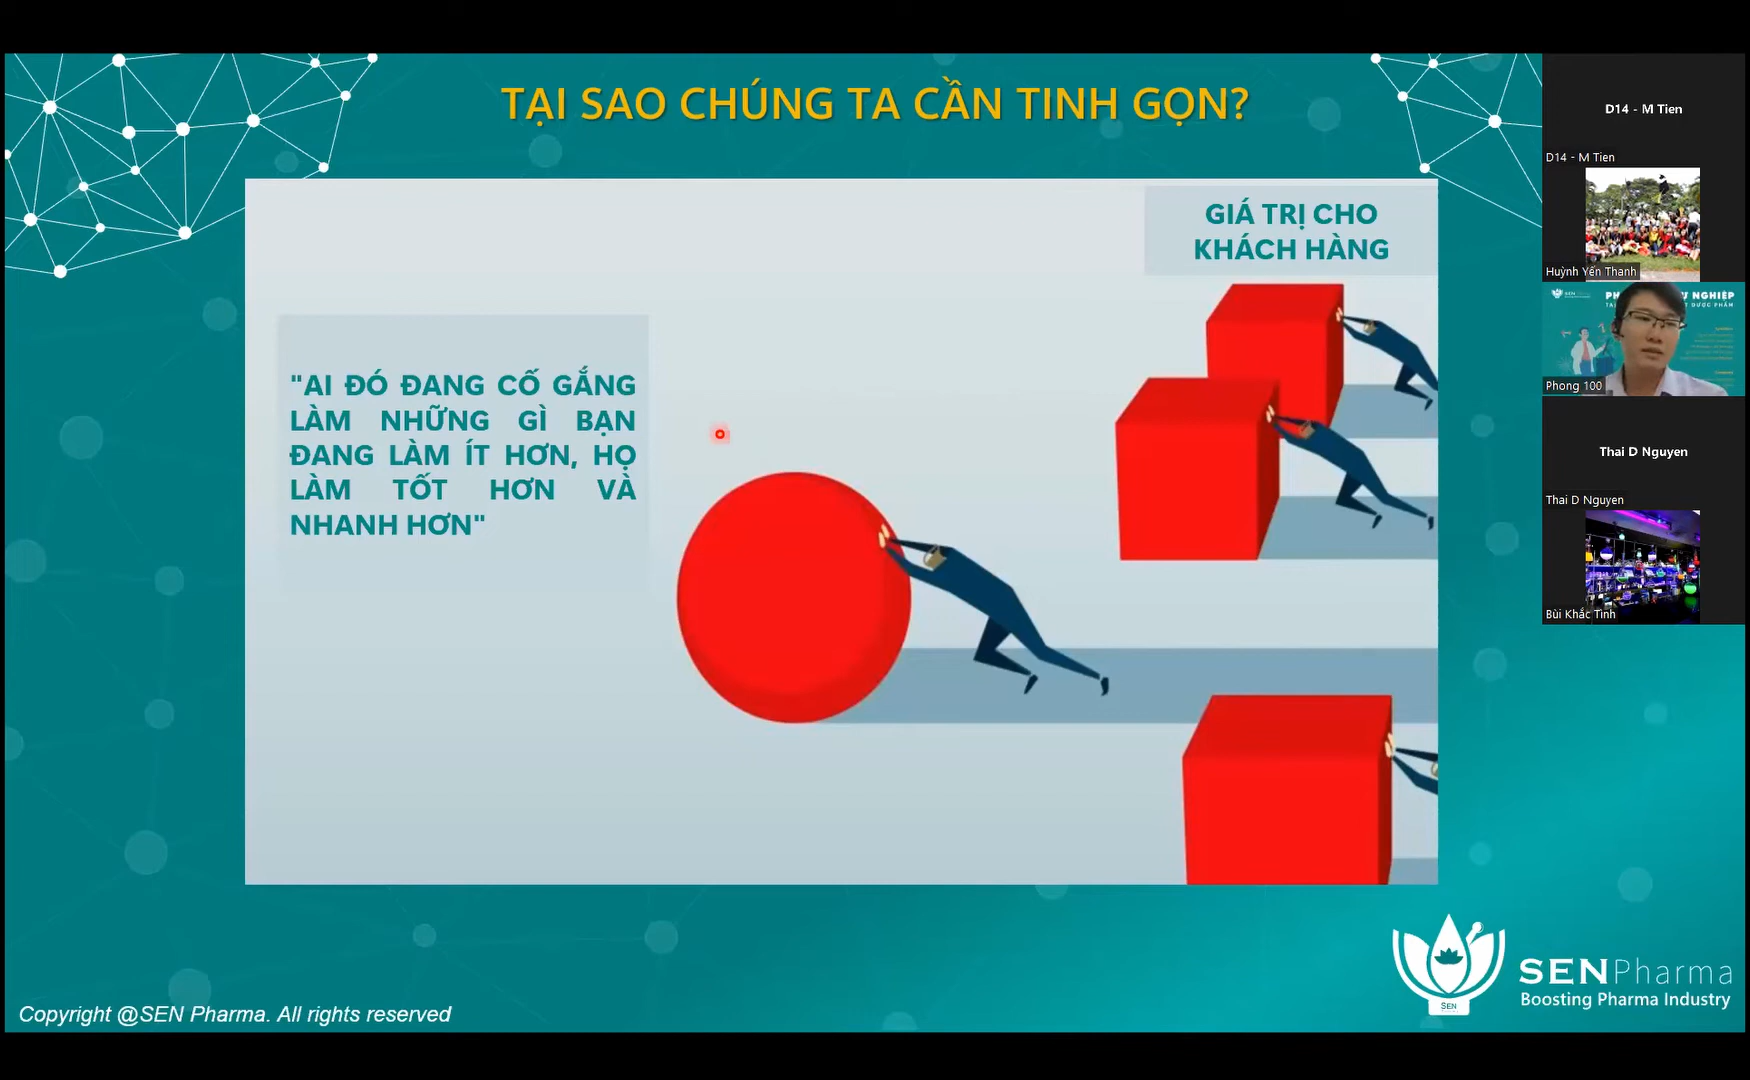 TẠI SAO CHÚNG TA CẦN TINH GỌN?
GIÁ TRỊ CHO
KHÁCH HÀNG
"AI ĐÓ ĐANG CỐ GẮNG
LÀM NHỮNG GÌ BẠN
ĐANG LÀM ÍT HƠN, HỌ
LÀM TỐT HƠN VÀ
NHANH HƠN"
D14 - M Tien
D14 - M Tien
Huỳnh Yến Thanh
NGHIỆP
Phong 100
Thai D Nguyen
Thai D Nguyen
Bùi Khắc Tinh
SEN
SENPharma
Boosting Pharma Industry
Copyright @SEN Pharma. All rights reserved